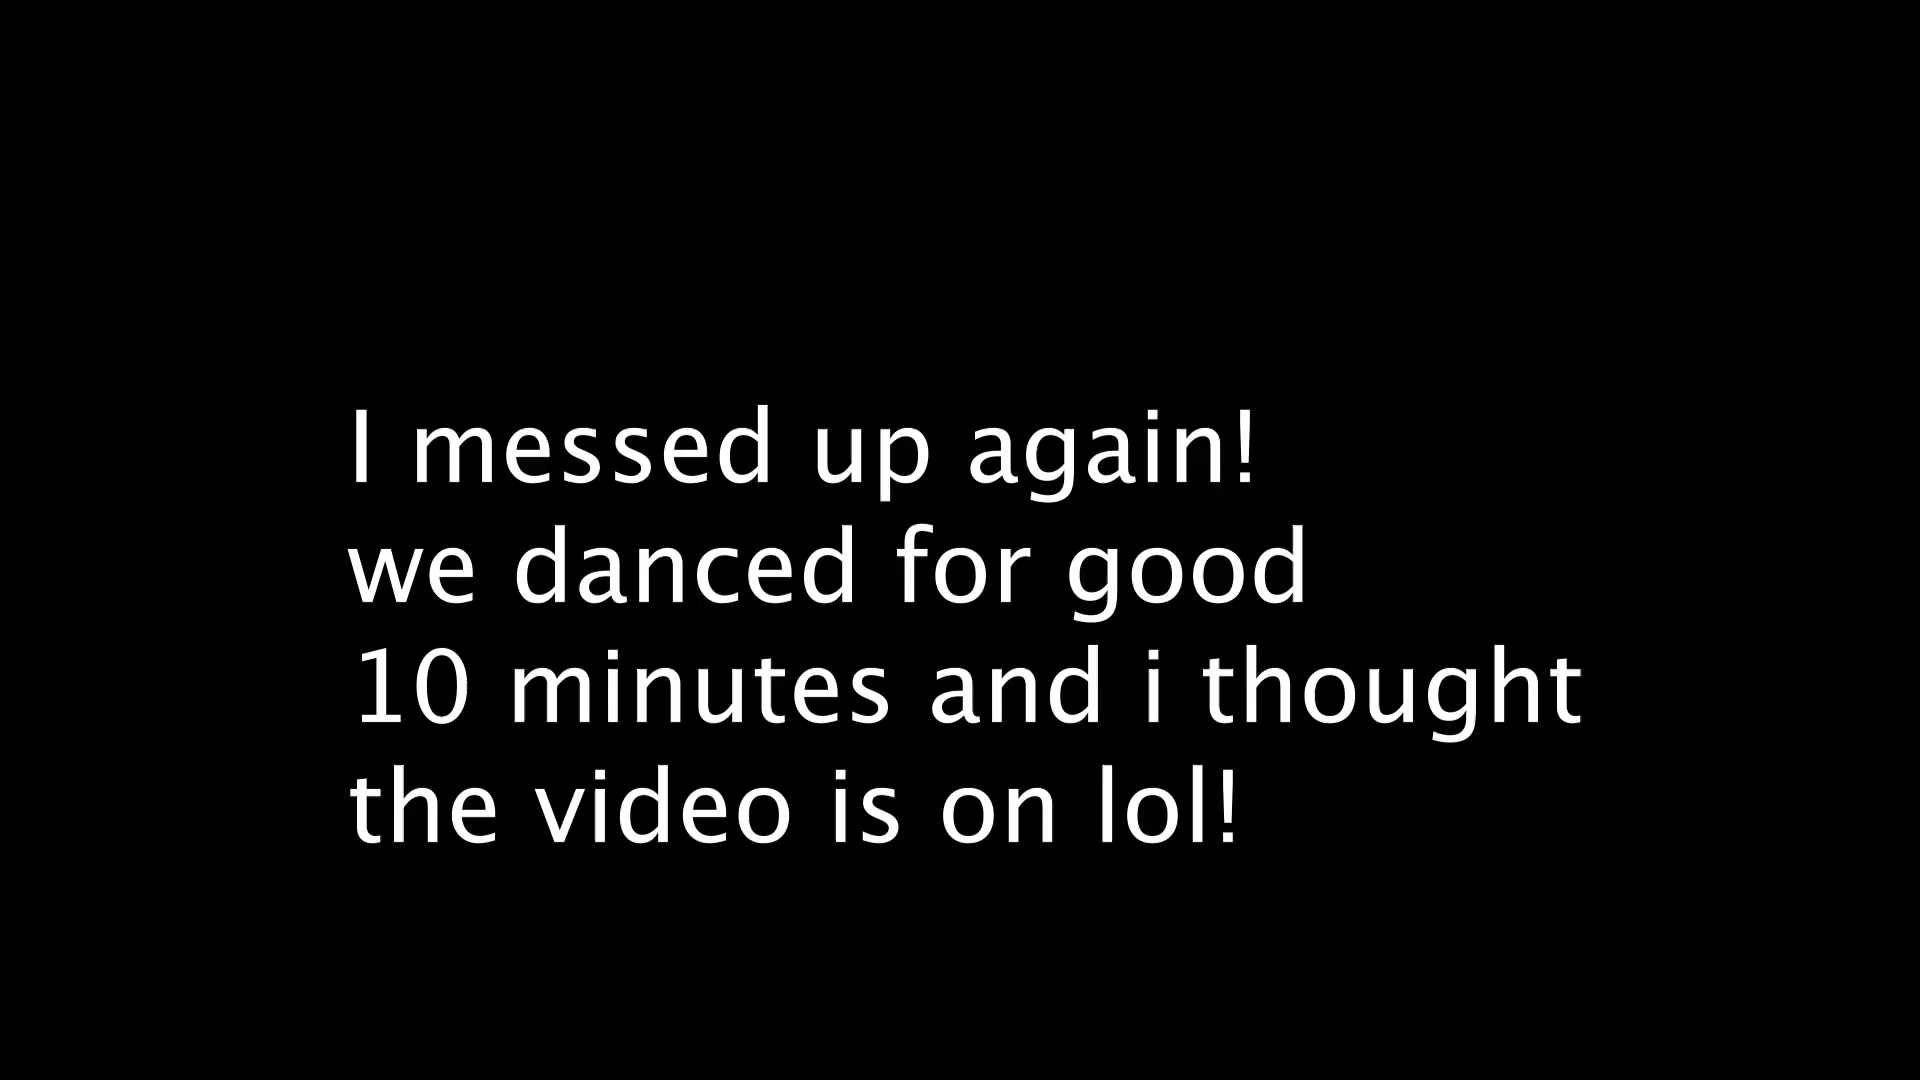 I messed up again!
we danced for good
10 minutes and i thought
the video is on lol!